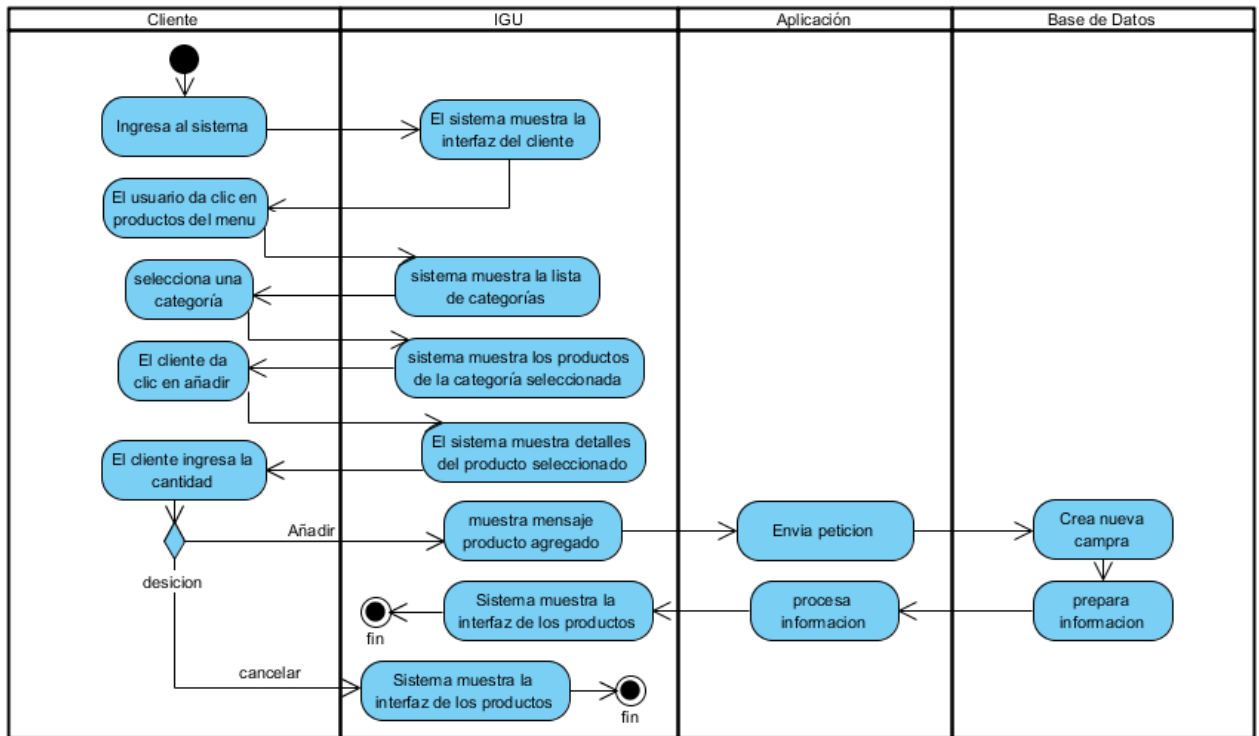 Cliente
IGU
Aplicación
Base de Datos
Ingresa al sistema
El sistema muestra la
interfaz del cliente
El usuario da clic en
productos del menu
sistema muestra la lista
de categorías
selecciona una
categoría
sistema muestra los productos
de la categoría seleccionada
El cliente da
clic en añadir
El sistema muestra detalles
del producto seleccionado
El cliente ingresa la
cantidad
Añadir
muestra mensaje
producto agregado
Envia peticion
Crea nueva
campra
desicion
prepara
informacion
procesa
informacion
Sistema muestra la
interfaz de los productos
fin
cancelar
Sistema muestra la
interfaz de los productos
fin